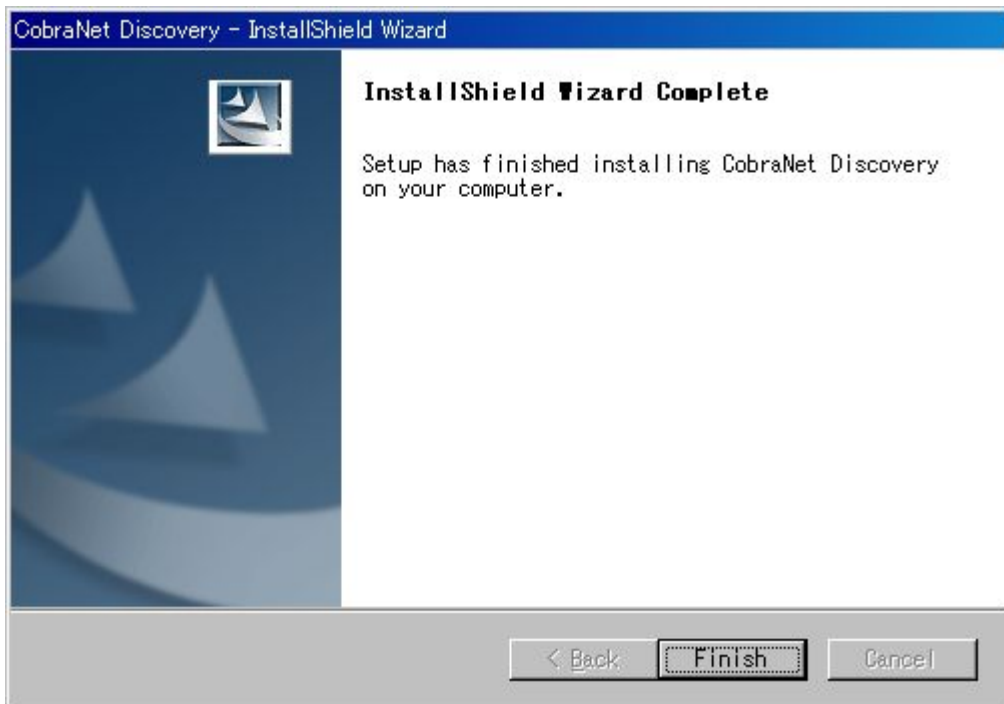 CobraNet Discovery - InstallShield Wizard
InstallShield Wizard Complete
Setup has finished installing CobraNet Discovery
on your computer.
< Back
Finish
Cancel